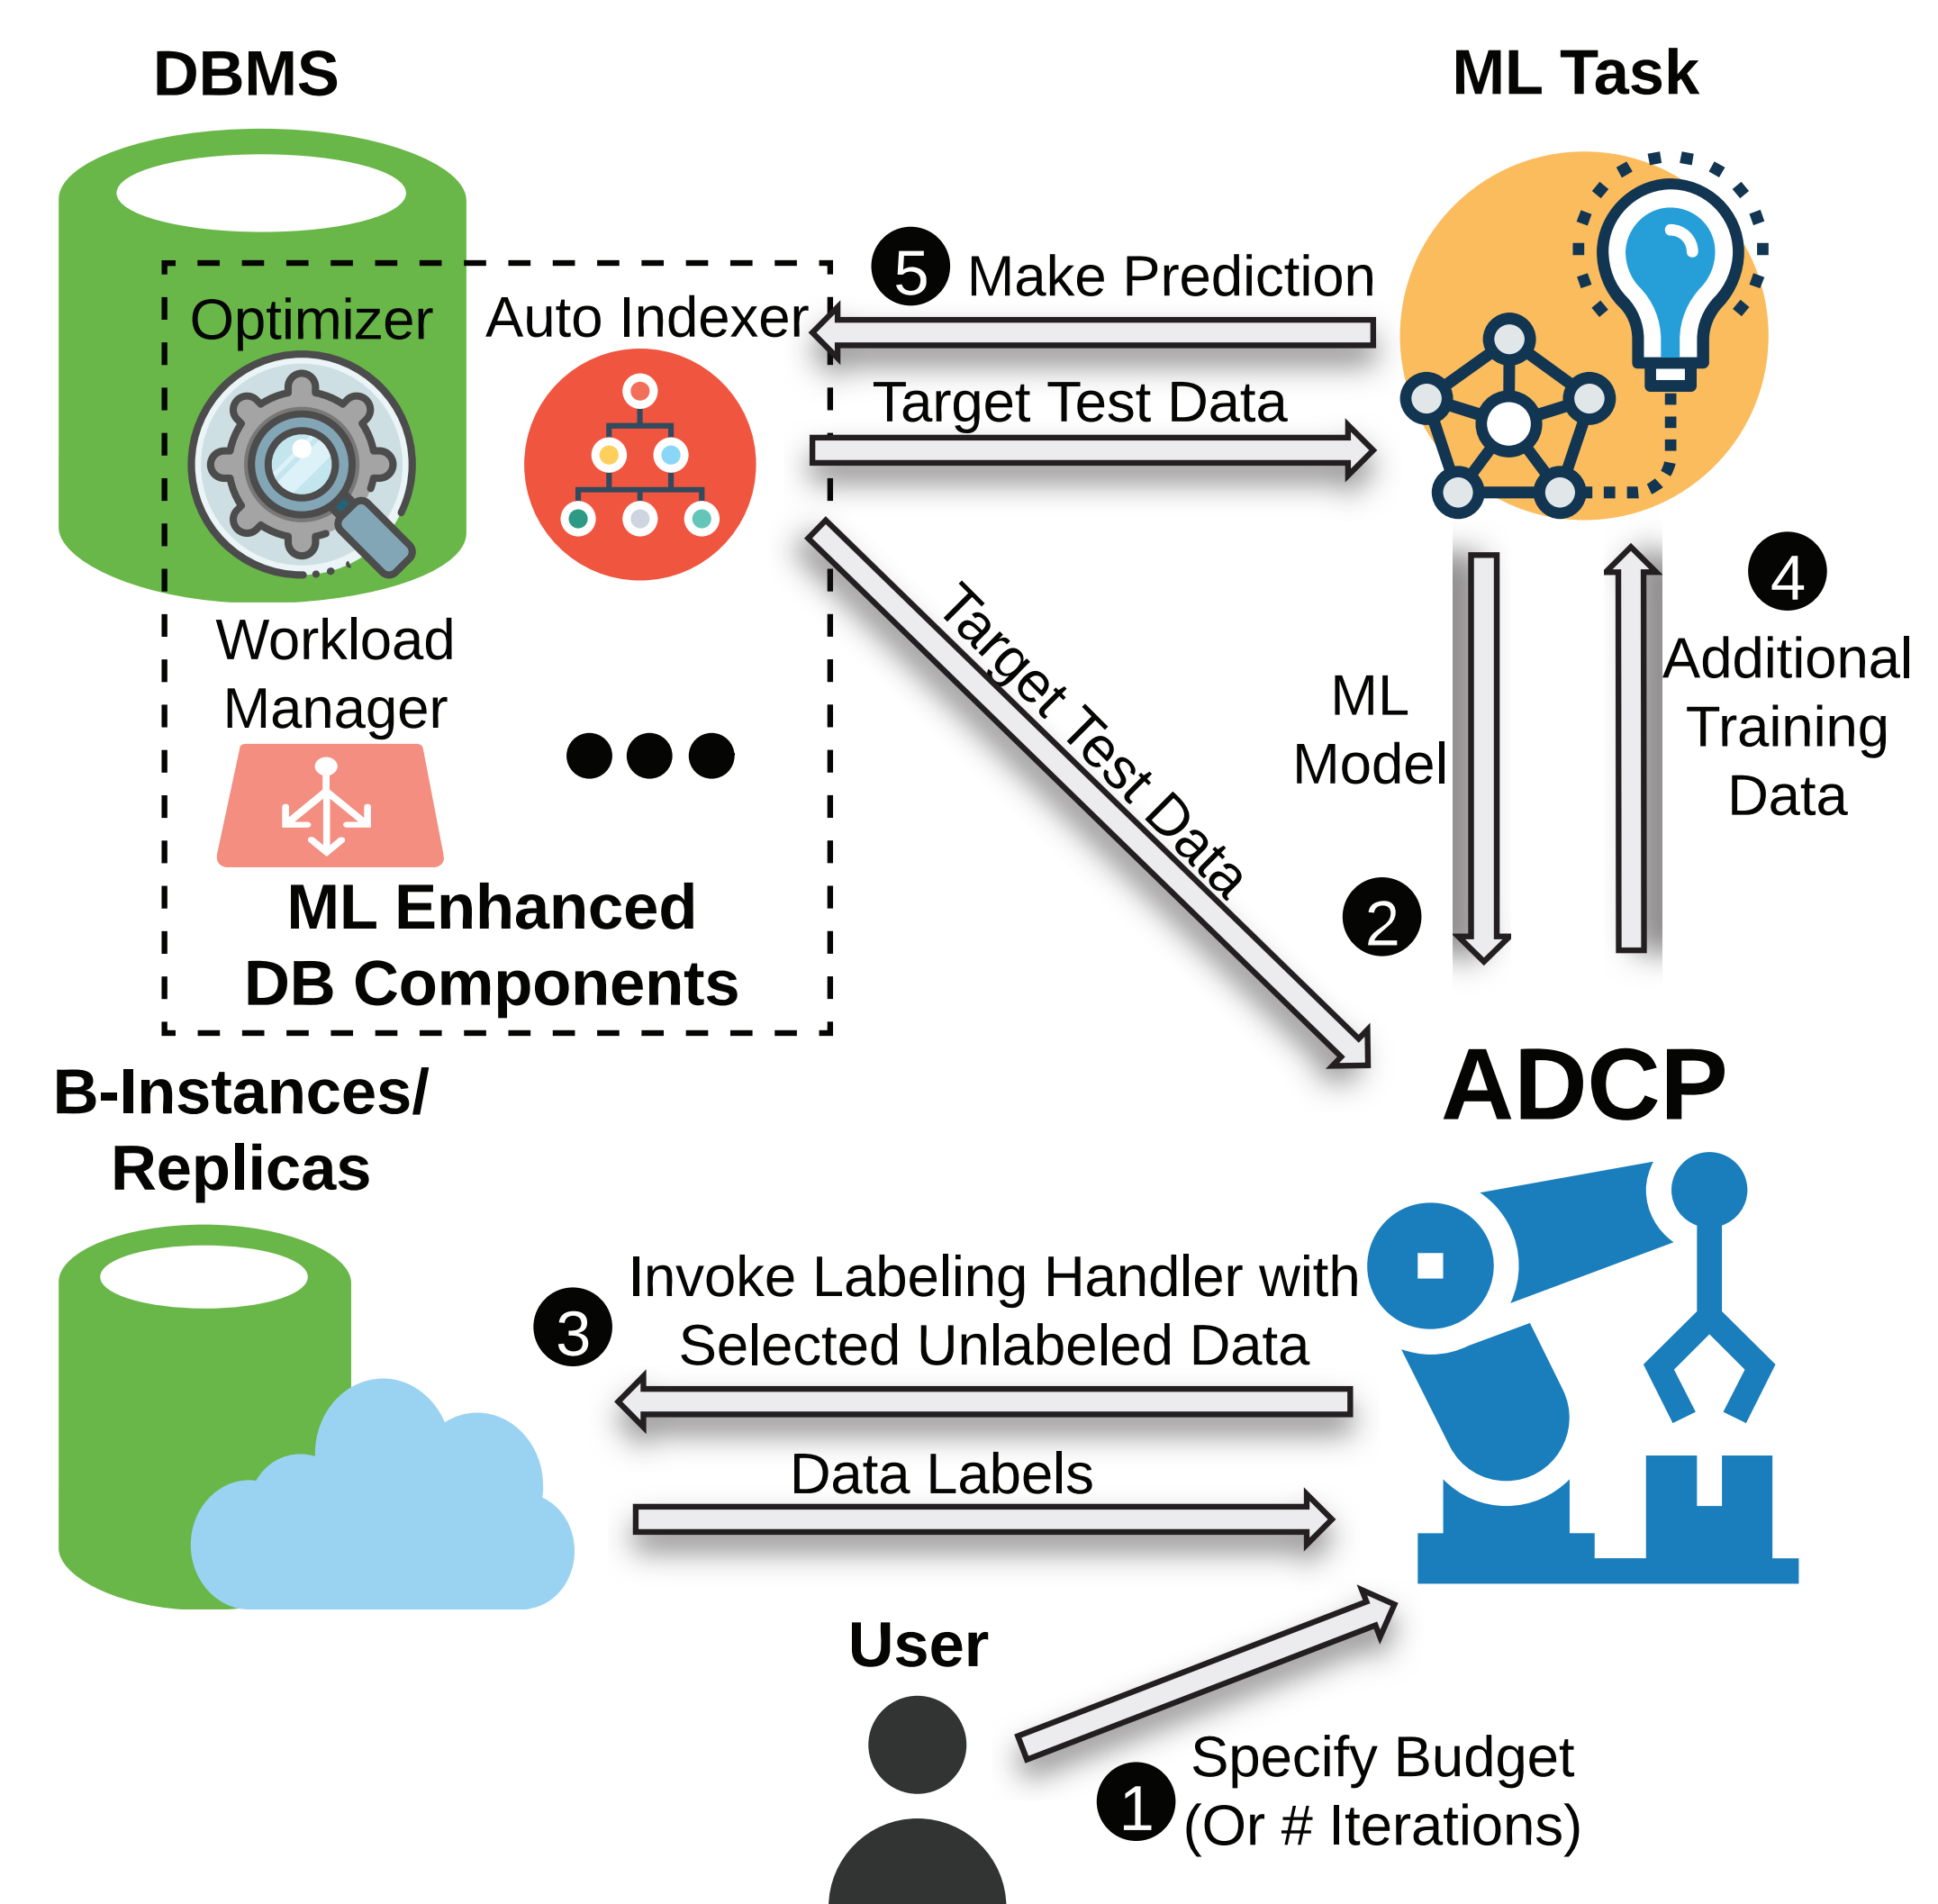 DBMS
ML Task
Optimizer
Auto Indexer
5
Make Prediction
Target Test Data
Target Test Data
Workload
Manager
ML Enhanced
DB Components
ML
Model
2
4
Additional
Training
Data
B-Instances/
Replicas
ADCP
3
Invoke Labeling Handler with
Selected Unlabeled Data
Data Labels
User
1
Specify Budget
(Or # Iterations)